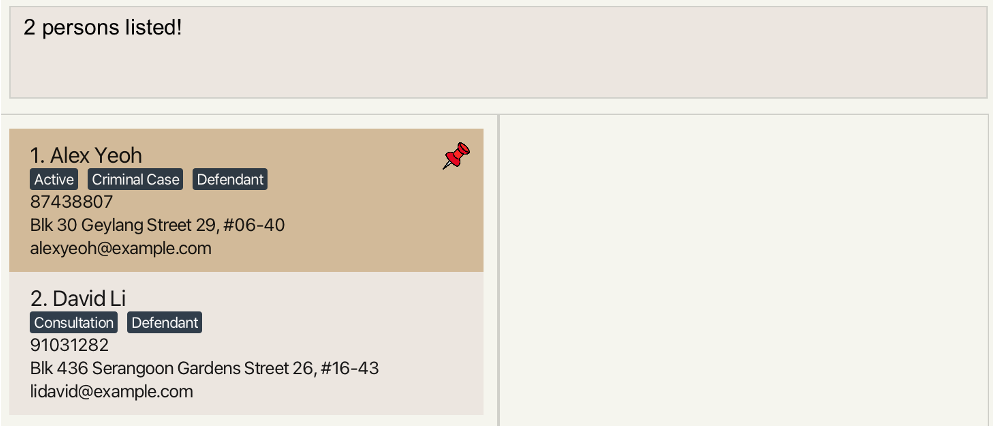 2 persons listed!
1. Alex Yeoh
Active Criminal Case Defendant
87438807
Blk 30 Geylang Street 29, #06-40
alexyeoh@example.com
2. David Li
Consultation Defendant
91031282
Blk 436 Serangoon Gardens Street 26, #16-43
lidavid@example.com